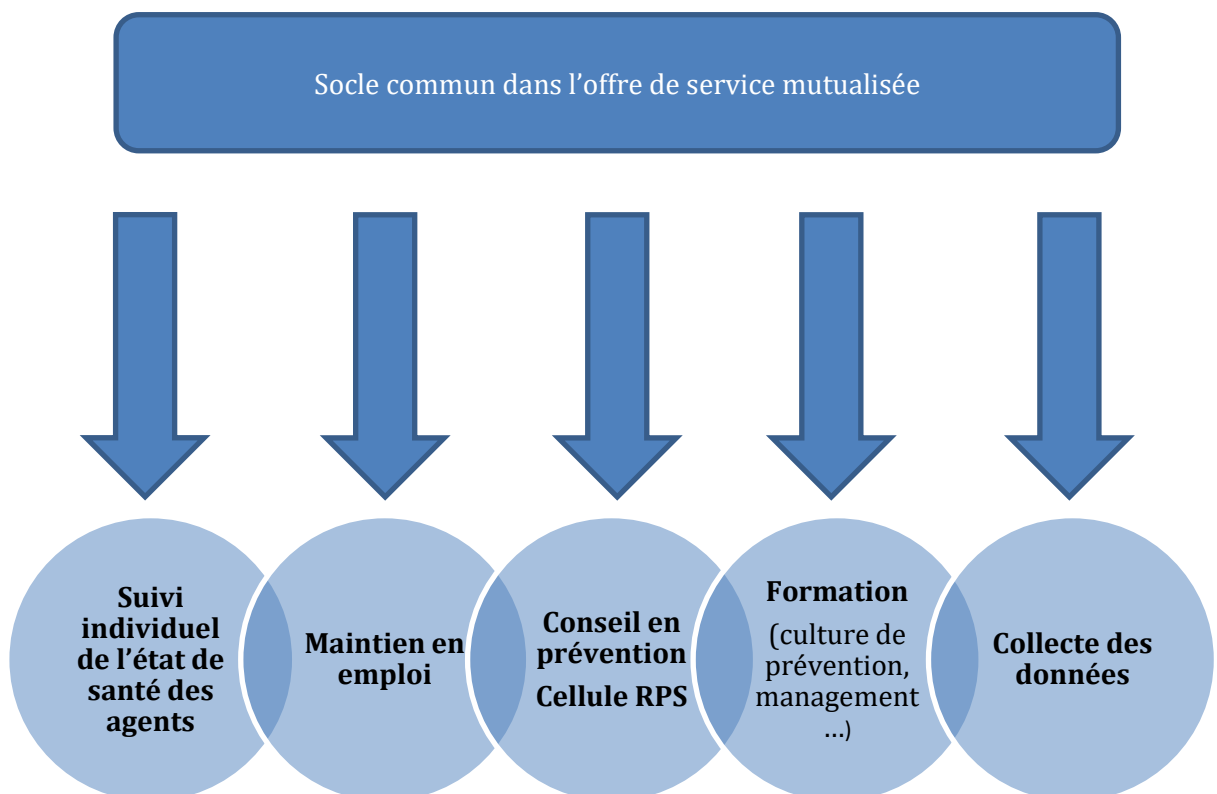 Socle commun dans l’offre de service mutualisée
Suivi
individuel
de l’état de
santé des
agents
Maintien en
emploi
Conseil en
prévention
Cellule RPS
Formation
(culture de
prévention,
management
…)
Collecte des
données